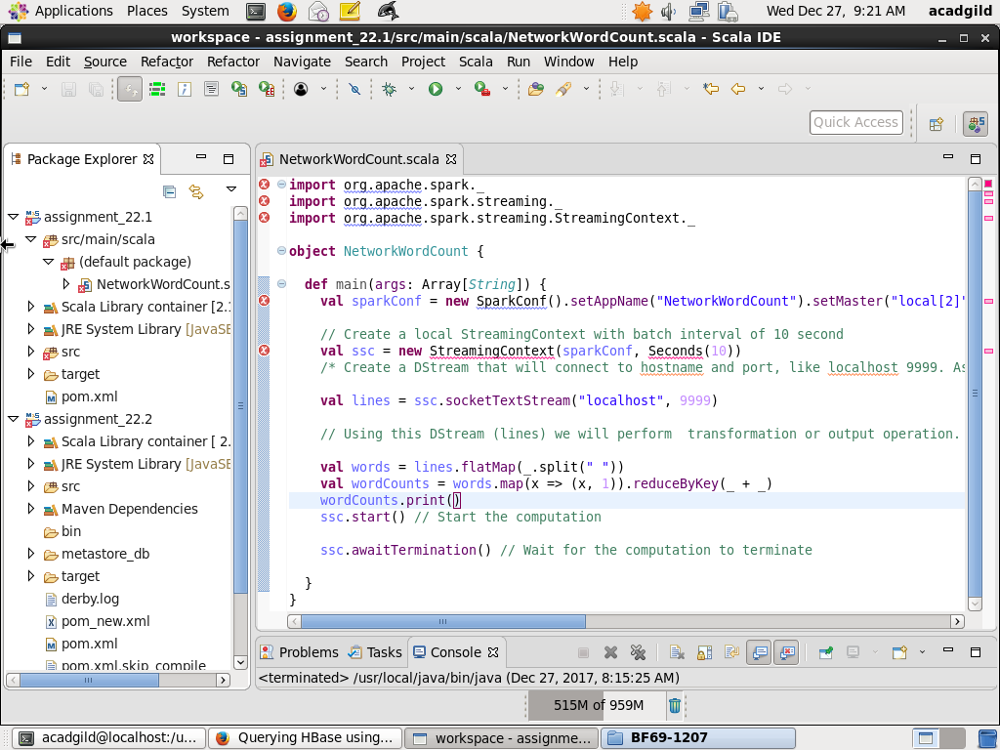 Applications Places System Wed Dec 27, 9:21 AM acadgild
workspace - assignment_22.1/src/main/scala/NetworkWordCount.scala - Scala IDE
File Edit Source Refactor Refactor Navigate Search Project Scala Run Window Help
Quick Access
Package Explorer
assignment_22.1
src/main/scala
(default package)
NetworkWordCount.s
Scala Library container [2.
JRE System Library [JavaSE
src
target
pom.xml
assignment_22.2
Scala Library container [ 2.
JRE System Library [JavaSE
src
Maven Dependencies
bin
metastore_db
target
derby.log
pom_new.xml
pom.xml
pom.xml.skip_compile
NetworkWordCount.scala
import org.apache.spark._
import org.apache.spark.streaming._
import org.apache.spark.streaming.StreamingContext._
object NetworkWordCount {
def main(args: Array[String]) {
val sparkConf = new SparkConf().setAppName("NetworkWordCount").setMaster("local[2]"
// Create a local StreamingContext with batch interval of 10 second
val ssc = new StreamingContext(sparkConf, Seconds(10))
/* Create a DStream that will connect to hostname and port, like localhost 9999. As
val lines = ssc.socketTextStream("localhost", 9999)
// Using this DStream (lines) we will perform  transformation or output operation.
val words = lines.flatMap(_.split(" "))
val wordCounts = words.map(x => (x, 1)).reduceByKey(_ + _)
wordCounts.print()
ssc.start() // Start the computation
ssc.awaitTermination() // Wait for the computation to terminate
}
}
Problems Tasks Console
<terminated> /usr/local/java/bin/java (Dec 27, 2017, 8:15:25 AM)
515M of 959M
acadgild@localhost:/u... Querying HBase using... workspace - assignme... BF69-1207